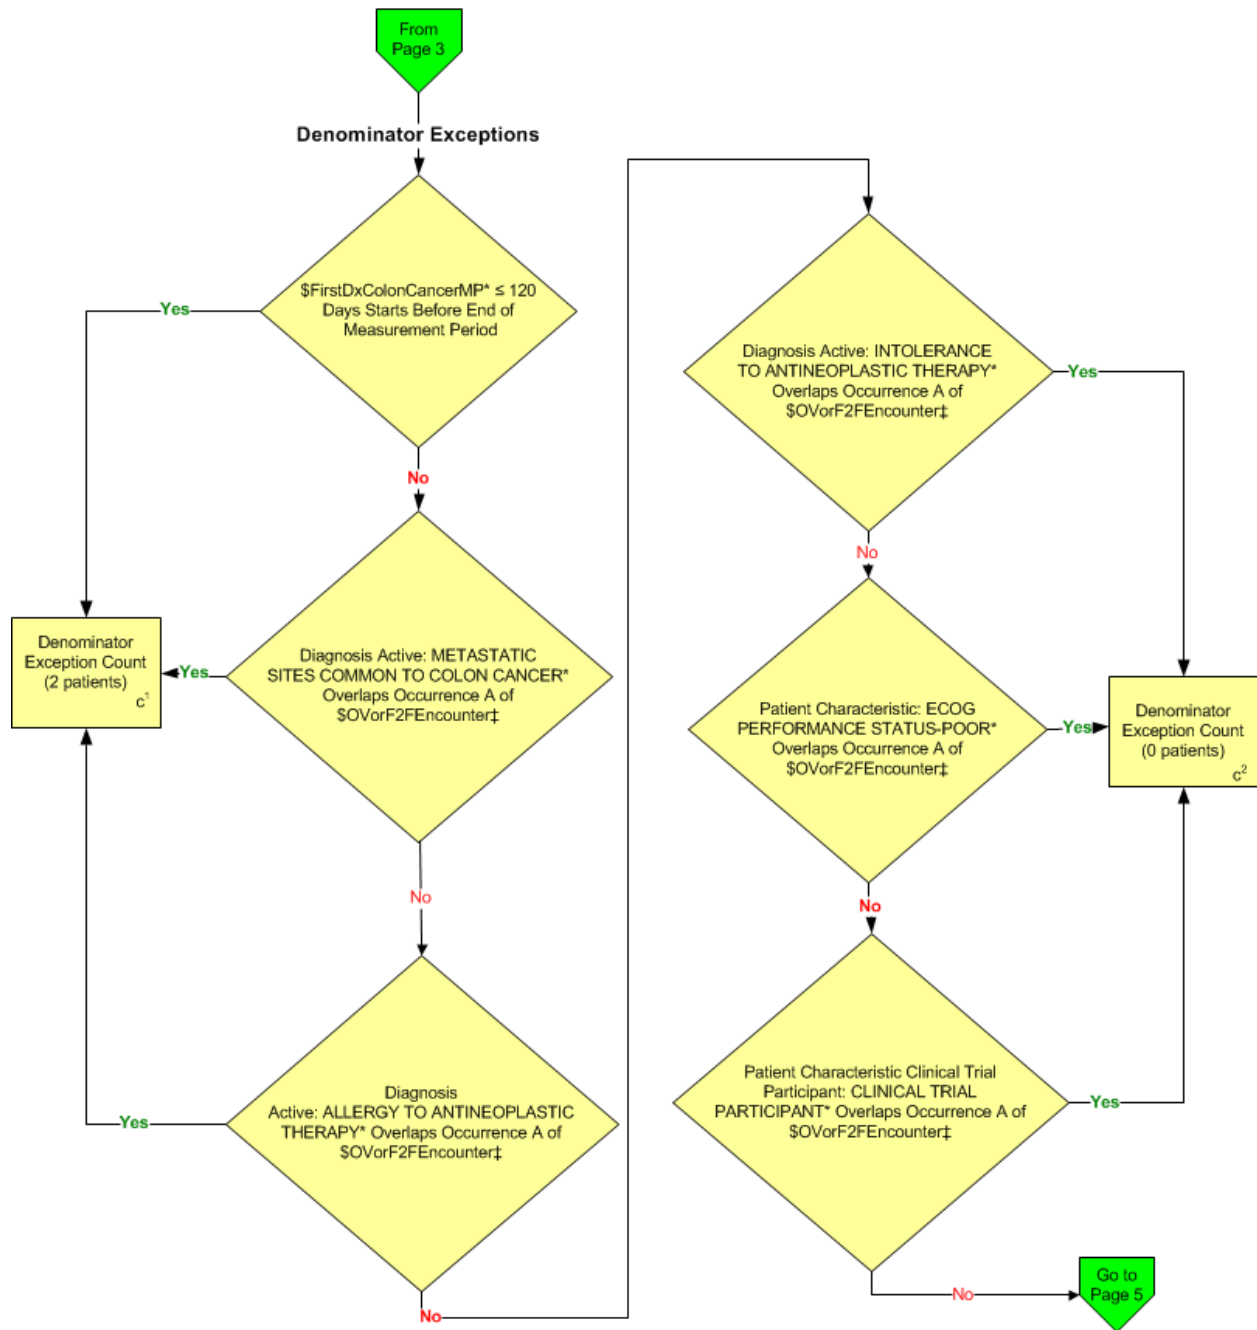 From
Page 3
Denominator Exceptions
$FirstDxColonCancerMP* ≤ 120
Days Starts Before End of
Measurement Period
Yes
No
Diagnosis Active: METASTATIC
SITES COMMON TO COLON CANCER*
Overlaps Occurrence A of
$OVorF2FEncounter‡
Yes
Denominator
Exception Count
(2 patients)
c¹
No
Diagnosis
Active: ALLERGY TO ANTINEOPLASTIC
THERAPY* Overlaps Occurrence A of
$OVorF2FEncounter‡
Yes
No
Diagnosis Active: INTOLERANCE
TO ANTINEOPLASTIC THERAPY*
Overlaps Occurrence A of
$OVorF2FEncounter‡
Yes
No
Patient Characteristic: ECOG
PERFORMANCE STATUS-POOR*
Overlaps Occurrence A of
$OVorF2FEncounter‡
Yes
Denominator
Exception Count
(0 patients)
c²
No
Patient Characteristic Clinical Trial
Participant: CLINICAL TRIAL
PARTICIPANT* Overlaps Occurrence A of
$OVorF2FEncounter‡
Yes
No
Go to
Page 5